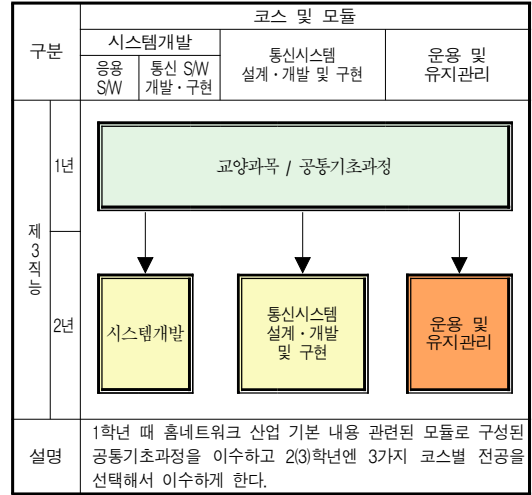 구분
코스 및 모듈
시스템개발
응용
S/W
통신 S/W
개발·구현
통신시스템
설계·개발 및 구현
운용 및
유지관리
제
3
직
능
1년
교양과목 / 공통기초과정
2년
시스템개발
통신시스템
설계·개발
및 구현
운용 및
유지관리
설명
1학년 때 홈네트워크 산업 기본 내용 관련된 모듈로 구성된
공통기초과정을 이수하고 2(3)학년엔 3가지 코스별 전공을
선택해서 이수하게 한다.